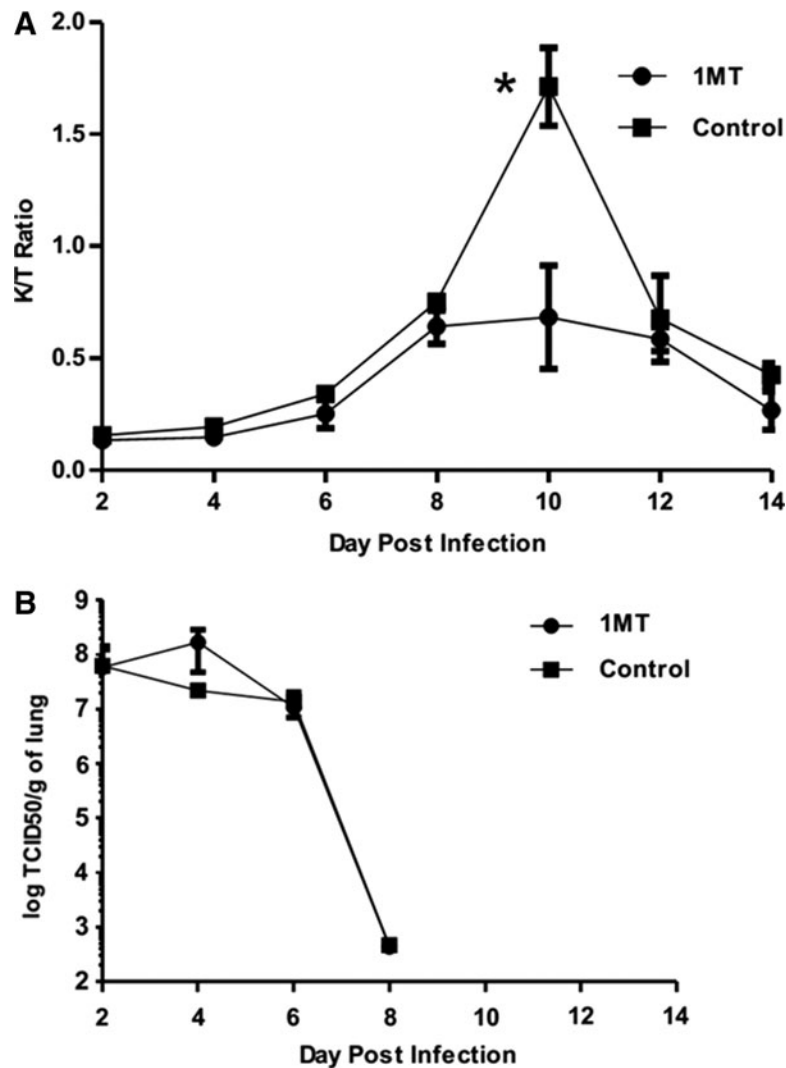 A
2.0
1.5
1.0
0.5
0.0
K/T Ratio
*
1MT
Control
2 4 6 8 10 12 14
Day Post Infection
B
9
8
7
6
5
4
3
2
log TCID50/g of lung
1MT
Control
2 4 6 8 10 12 14
Day Post Infection